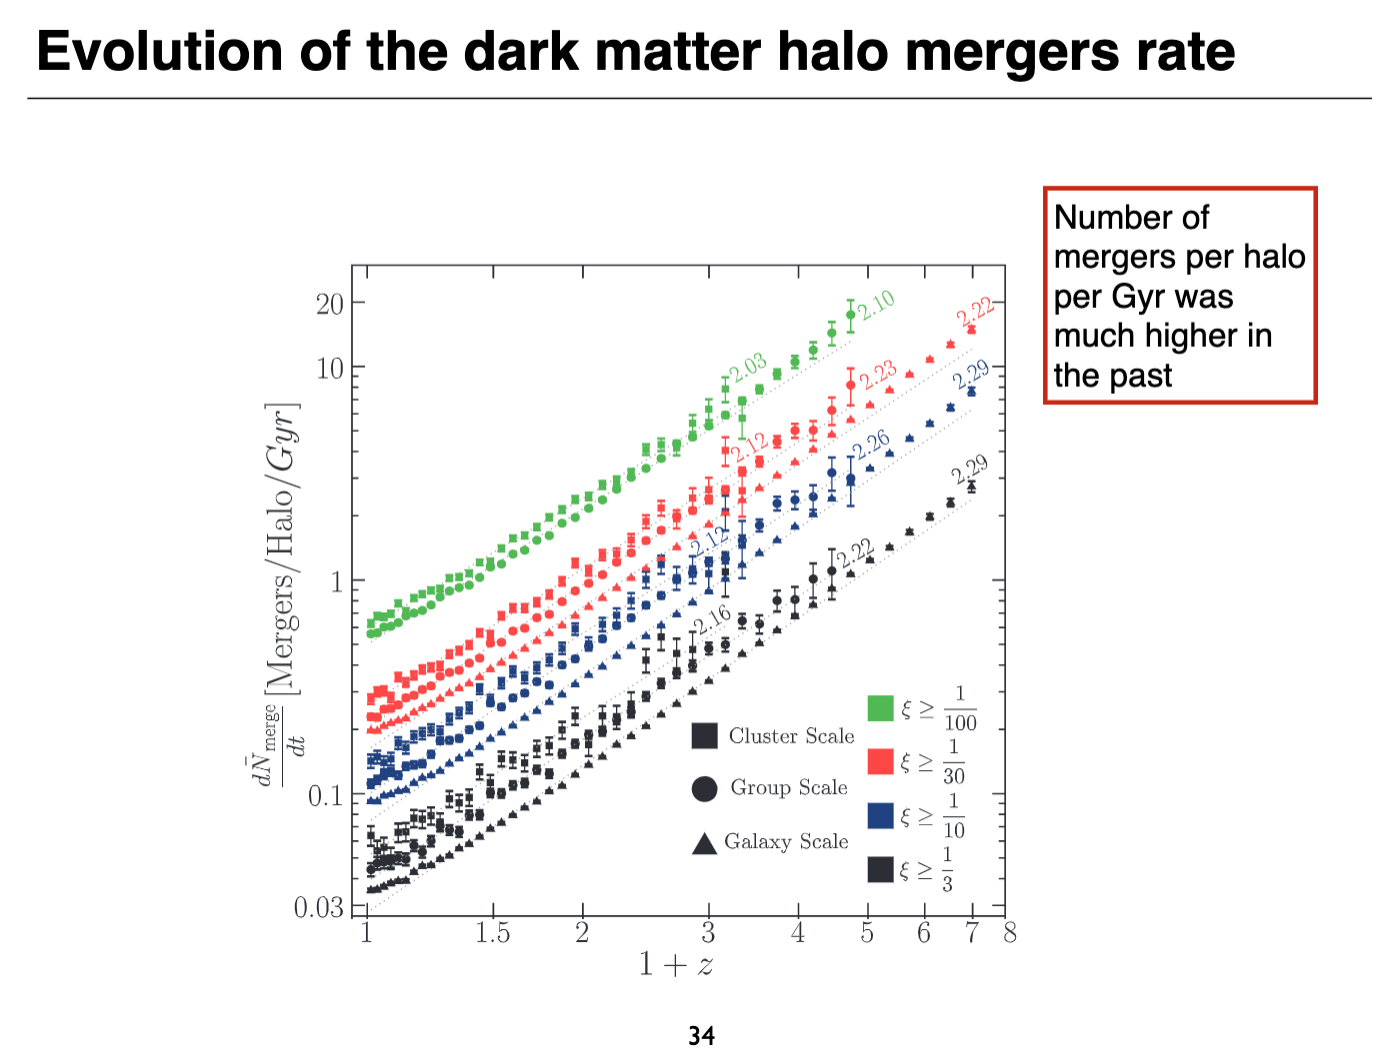 Evolution of the dark matter halo mergers rate
Number of
mergers per halo
per Gyr was
much higher in
the past
dN̄merge/dt [Mergers/Halo/Gyr]
20
10
1
0.1
0.03
2.10
2.03
2.22
2.23
2.12
2.29
2.26
2.12
2.29
2.22
2.16
Cluster Scale
Group Scale
Galaxy Scale
ξ ≥ 1/100
ξ ≥ 1/30
ξ ≥ 1/10
ξ ≥ 1/3
1 1.5 2 3 4 5 6 7 8
1 + z
34